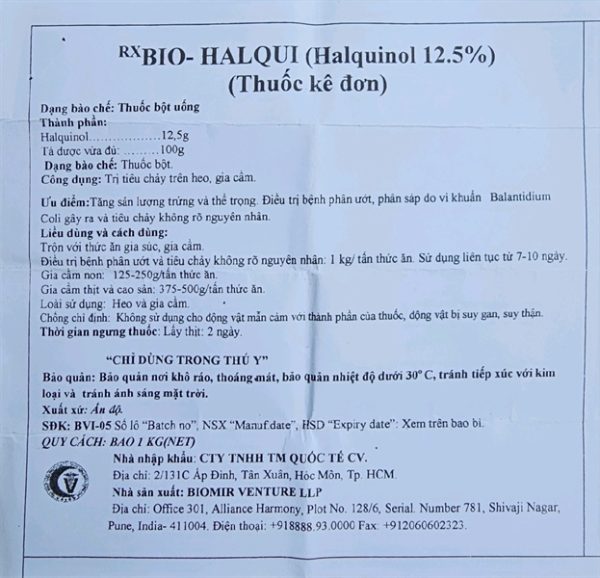 RXBIO- HALQUI (Halquinol 12.5%)
(Thuốc kê đơn)
Dạng bào chế: Thuốc bột uống
Thành phần:
Halquinol..................12,5g
Tá dược vừa đủ:.........100g
Dạng bào chế: Thuốc bột.
Công dụng: Trị tiêu chảy trên heo, gia cầm.
Ưu điểm:Tăng sản lượng trứng và thể trọng. Điều trị bệnh phân ướt, phân sáp do vi khuẩn Balantidium
Coli gây ra và tiêu chảy không rõ nguyên nhân.
Liều dùng và cách dùng:
Trộn với thức ăn gia súc, gia cầm.
Điều trị bệnh phân ướt và tiêu chảy không rõ nguyên nhân: 1 kg/ tấn thức ăn. Sử dụng liên tục từ 7-10 ngày.
Gia cầm non: 125-250g/tấn thức ăn.
Gia cầm thịt và cao sản: 375-500g/tấn thức ăn.
Loài sử dụng: Heo và gia cầm.
Chông chỉ định: Không sử dụng cho động vật mẫn cảm với thành phần của thuốc, động vật bị suy gan, suy thận.
Thời gian ngưng thuốc: Lấy thịt: 2 ngày.
“CHỈ DÙNG TRONG THÚ Y”
Bảo quản: Bảo quản nơi khô ráo, thoáng mát, bảo quản nhiệt độ dưới 30° C, tránh tiếp xúc với kim
loại và tránh ánh sáng mặt trời.
Xuất xứ: Ấn độ.
SĐK: BVI-05 Số lô “Batch no”, NSX “Manuf.date”, HSD “Expiry date”: Xem trên bao bì.
QUY CÁCH: BAO 1 KG(NET)
Nhà nhập khẩu: CTY TNHH TM QUỐC TẾ CV.
Địa chỉ: 2/131C Ấp Đình, Tân Xuân, Hóc Môn, Tp. HCM.
Nhà sản xuất: BIOMIR VENTURE LLP
Địa chỉ: Office 301, Alliance Harmony, Plot No. 128/6, Serial. Number 781, Shivaji Nagar,
Pune, India- 411004. Điện thoại: +918888.93.0000 Fax: +912060602323.